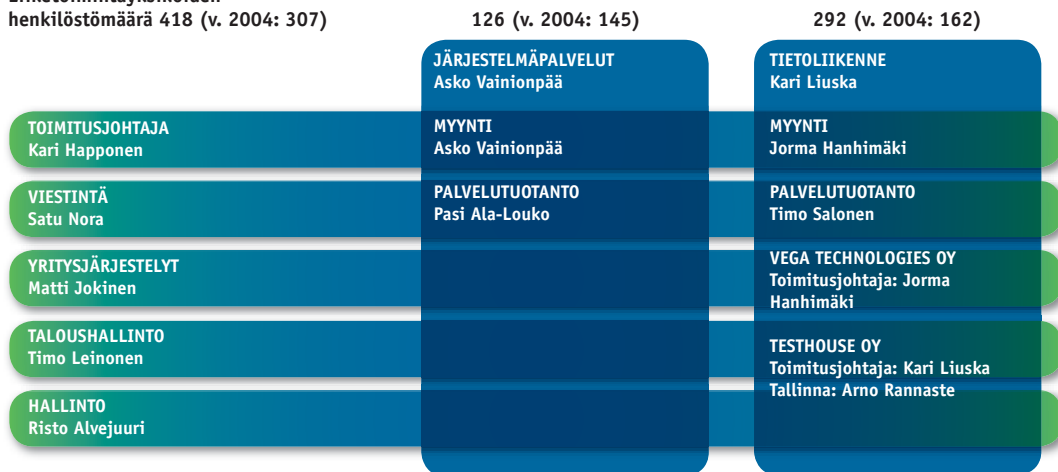 henkilöstömäärä 418 (v. 2004: 307)
126 (v. 2004: 145)
292 (v. 2004: 162)
JÄRJESTELMÄPALVELUT
Asko Vainionpää
TIETOLIIKENNE
Kari Liuska
TOIMITUSJOHTAJA
Kari Happonen
MYYNTI
Asko Vainionpää
MYYNTI
Jorma Hanhimäki
VIESTINTÄ
Satu Nora
PALVELUTUOTANTO
Pasi Ala-Louko
PALVELUTUOTANTO
Timo Salonen
YRITYSJÄRJESTELYT
Matti Jokinen
VEGA TECHNOLOGIES OY
Toimitusjohtaja: Jorma
Hanhimäki
TALOUSHALLINTO
Timo Leinonen
TESTHOUSE OY
Toimitusjohtaja: Kari Liuska
Tallinna: Arno Rannaste
HALLINTO
Risto Alvejuuri